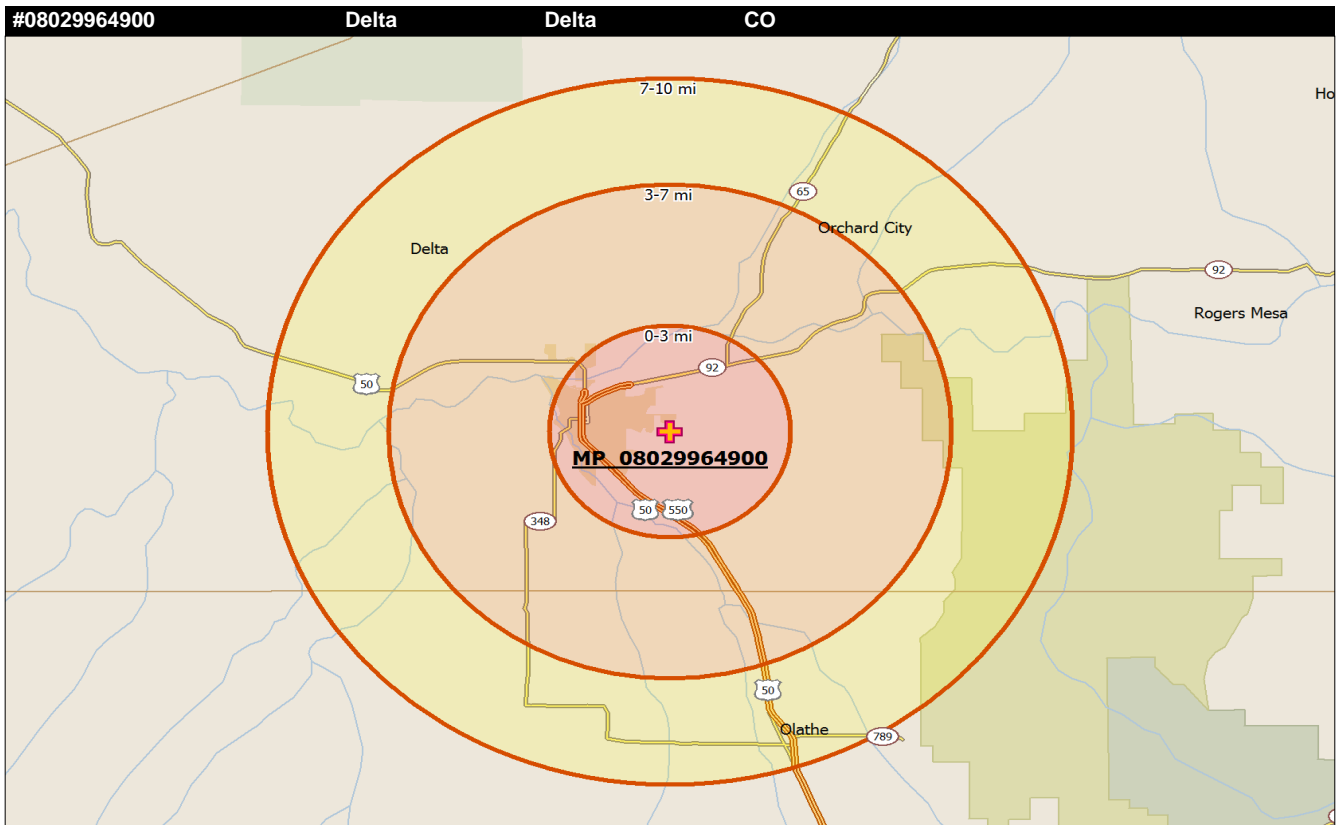 #08029964900 Delta Delta CO
7-10 mi
Ho
65
3-7 mi
Orchard City
Delta
92
Rogers Mesa
0-3 mi
92
50
MP 08029964900
50 550
348
50
Olathe
789